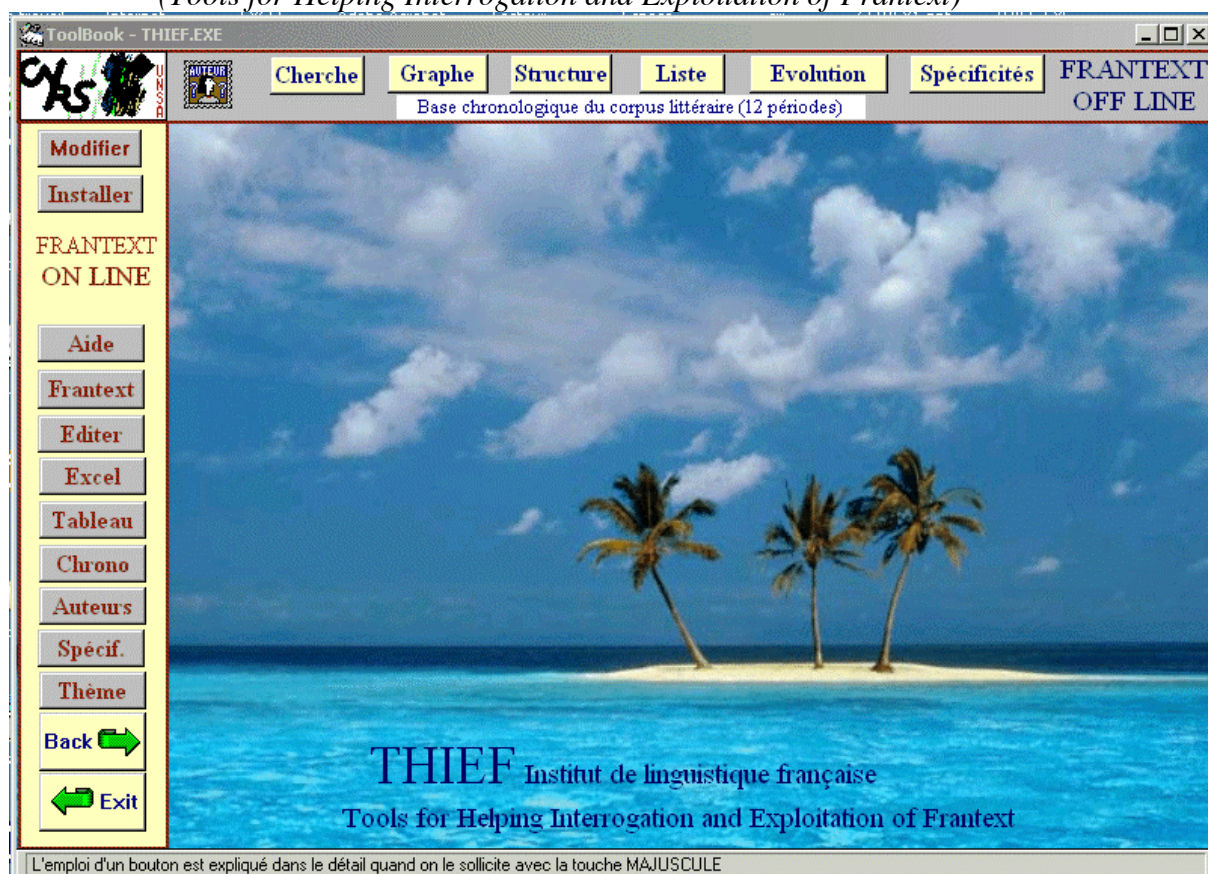 (Tools for Helping Interrogation and Exploitation of Frantext)
ToolBook - THIEF.EXE
CNRS
UNSA
AUTEUR
Cherche
Graphe
Structure
Liste
Evolution
Spécificités
FRANTEXT
OFF LINE
Base chronologique du corpus littéraire (12 périodes)
Modifier
Installer
FRANTEXT
ON LINE
Aide
Frantext
Editer
Excel
Tableau
Chrono
Auteurs
Spécif.
Thème
Back
Exit
THIEF Institut de linguistique française
Tools for Helping Interrogation and Exploitation of Frantext
L'emploi d'un bouton est expliqué dans le détail quand on le sollicite avec la touche MAJUSCULE